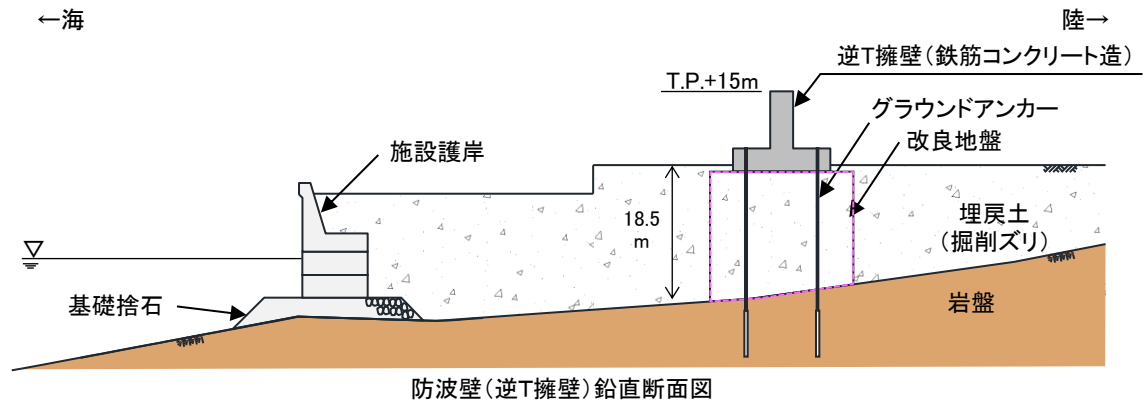 ←海
陸→
逆T擁壁(鉄筋コンクリート造)
T.P.+15m
グラウンドアンカー
改良地盤
施設護岸
18.5
m
埋戻土
(掘削ズリ)
基礎捨石
岩盤
防波壁(逆T擁壁)鉛直断面図